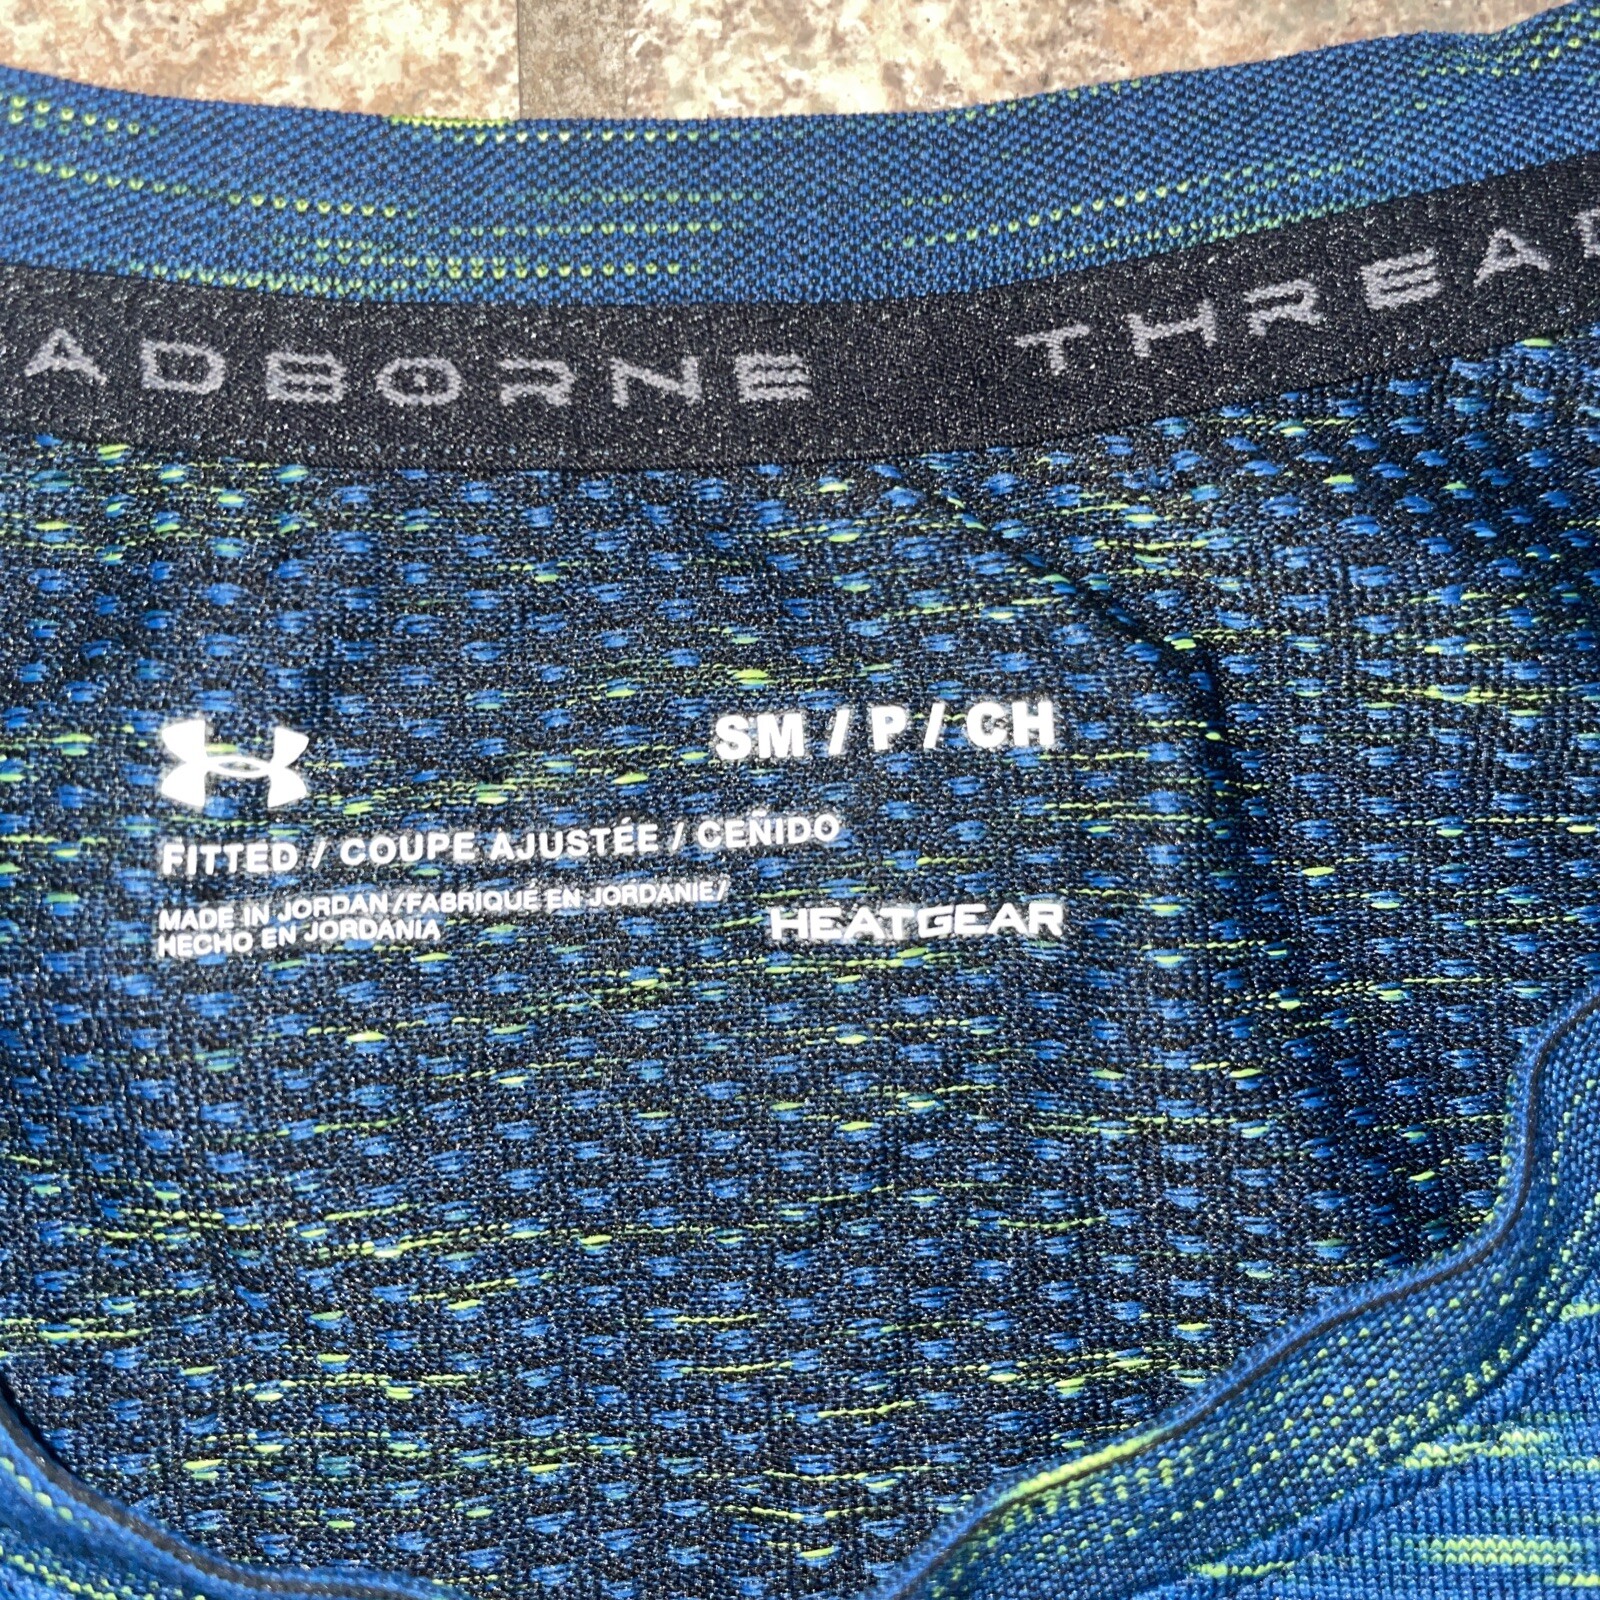 ADBORNE THREAD
SM / P / CH
FITTED / COUPE AJUSTÉE / CEÑIDO
MADE IN JORDAN/FABRIQUÉ EN JORDANIE/
HECHO EN JORDANIA
HEATGEAR